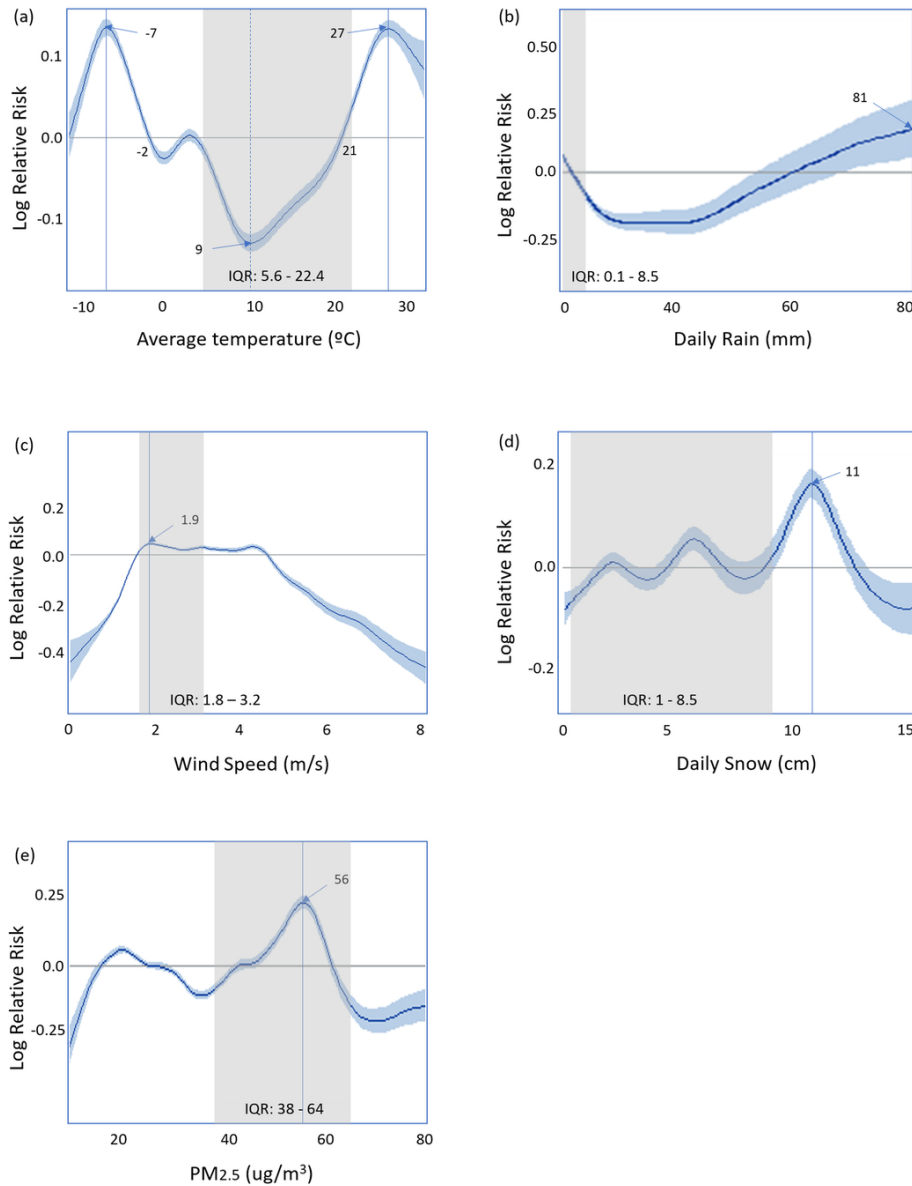 (a)
-7
27
0.1
0.0
-2
21
-0.1
9
IQR: 5.6 - 22.4
Log Relative Risk
-10 0 10 20 30
Average temperature (ºC)
(b)
0.50
0.25
81
0.0
-0.25
IQR: 0.1 - 8.5
Log Relative Risk
0 40 60 80
Daily Rain (mm)
(c)
0.2
1.9
0.0
-0.2
-0.4
IQR: 1.8 – 3.2
Log Relative Risk
0 2 4 6 8
Wind Speed (m/s)
(d)
0.2
11
0.0
-0.2
IQR: 1 - 8.5
Log Relative Risk
0 5 10 15
Daily Snow (cm)
(e)
0.25
56
0.0
-0.25
IQR: 38 - 64
Log Relative Risk
20 40 60 80
PM2.5 (ug/m³)